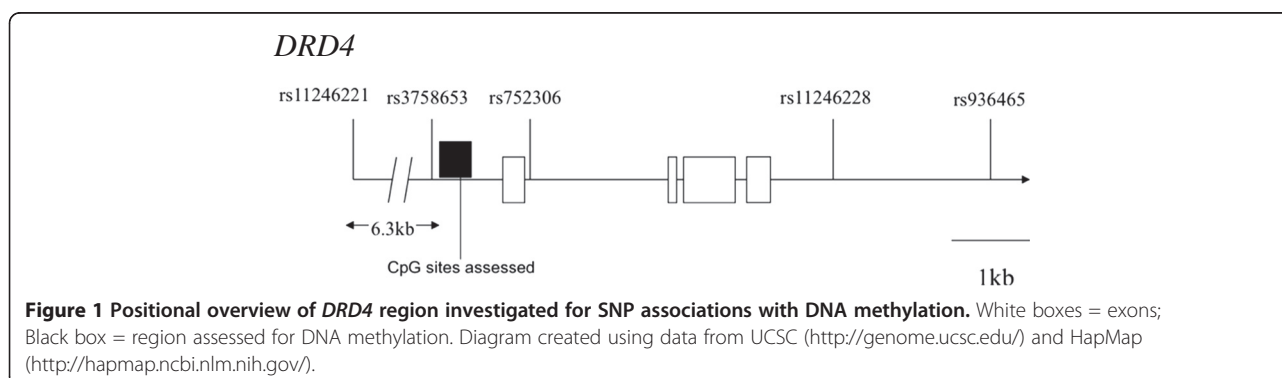 DRD4
rs11246221 rs3758653 rs752306 rs11246228 rs936465
6.3kb
CpG sites assessed
1kb
Figure 1 Positional overview of DRD4 region investigated for SNP associations with DNA methylation. White boxes = exons;
Black box = region assessed for DNA methylation. Diagram created using data from UCSC (http://genome.ucsc.edu/) and HapMap
(http://hapmap.ncbi.nlm.nih.gov/).